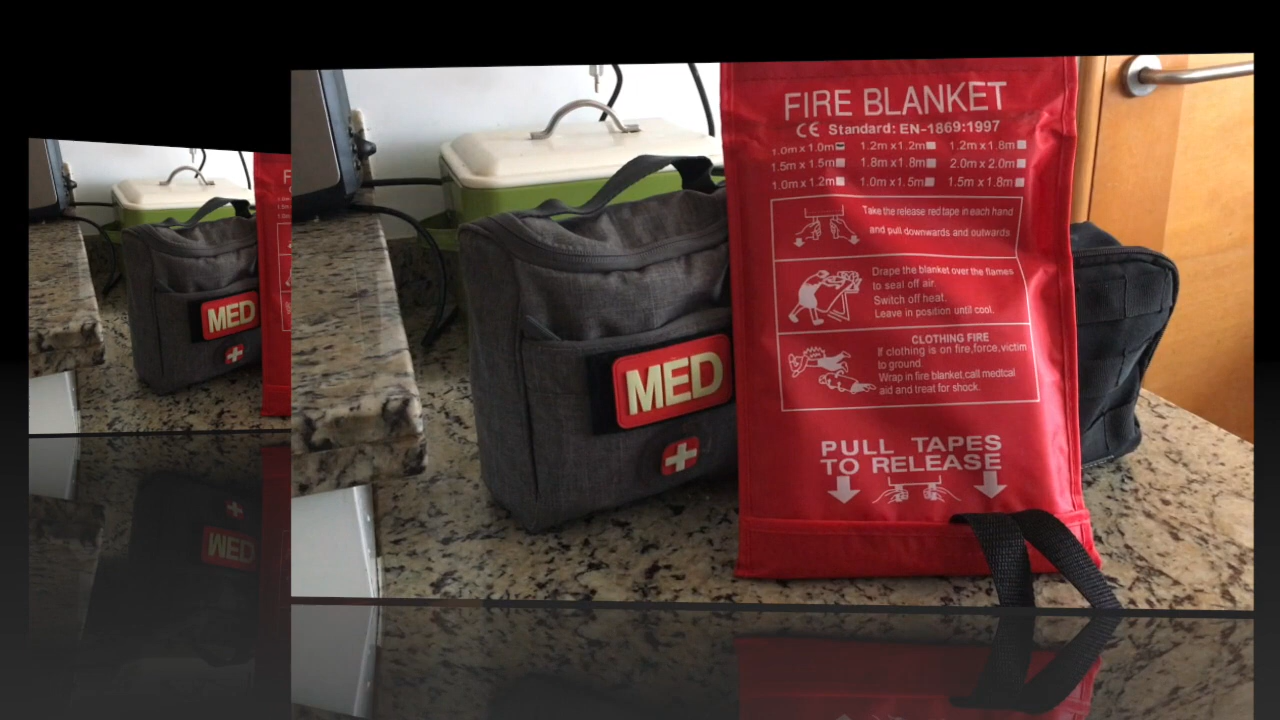 FIRE BLANKET
CE Standard: EN-1869:1997
1.0m x 1.0m 1.2m x 1.2m 1.2m x 1.8m
1.5m x 1.5m 1.8m x 1.8m 2.0m x 2.0m
1.0m x 1.2m 1.0m x 1.5m 1.5m x 1.8m
Take the release red tape in each hand
and pull downwards and outwards
Drape the blanket over the flames
to seal off air.
Switch off heat.
Leave in position until cool.
CLOTHING FIRE
If clothing is on fire,force,victim
to ground.
Wrap in fire blanket,call medtcal
aid and treat for shock.
PULL TAPES
TO RELEASE
MED
MED